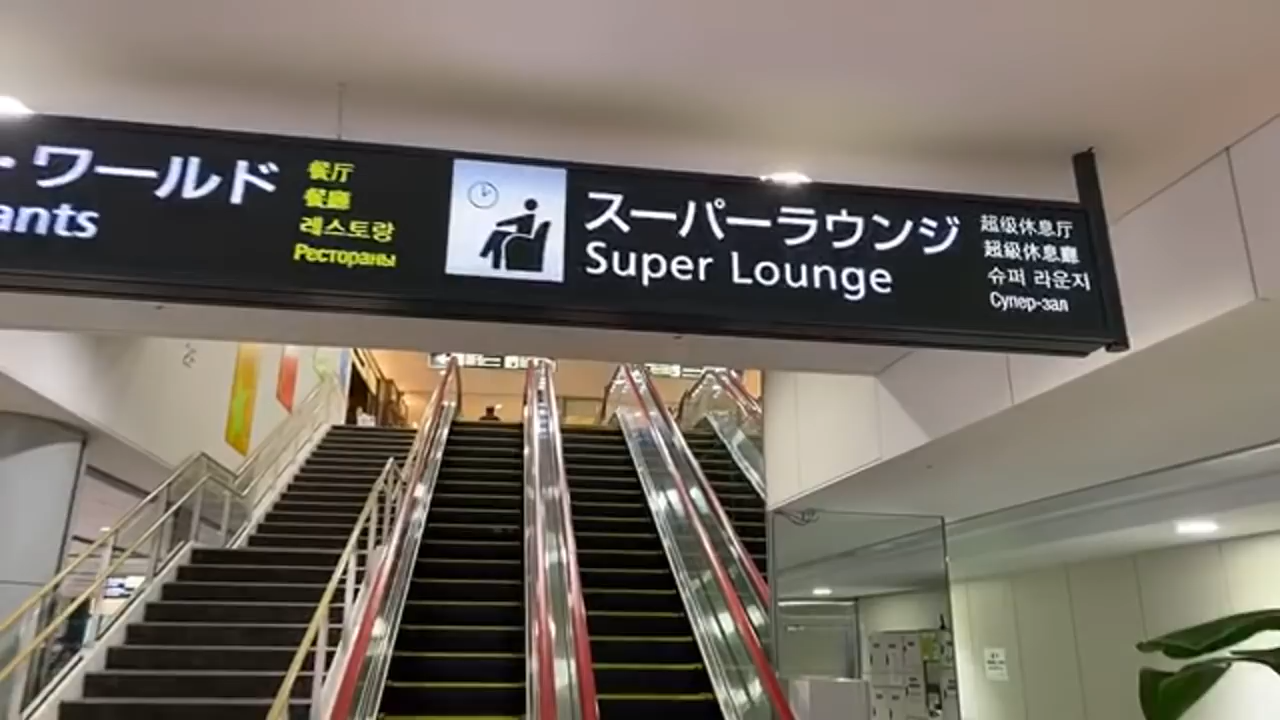 ・ワールド
ants
餐厅
餐廳
레스토랑
Рестораны
スーパーラウンジ
Super Lounge
超级休息厅
超級休息廳
슈퍼 라운지
Супер-зал